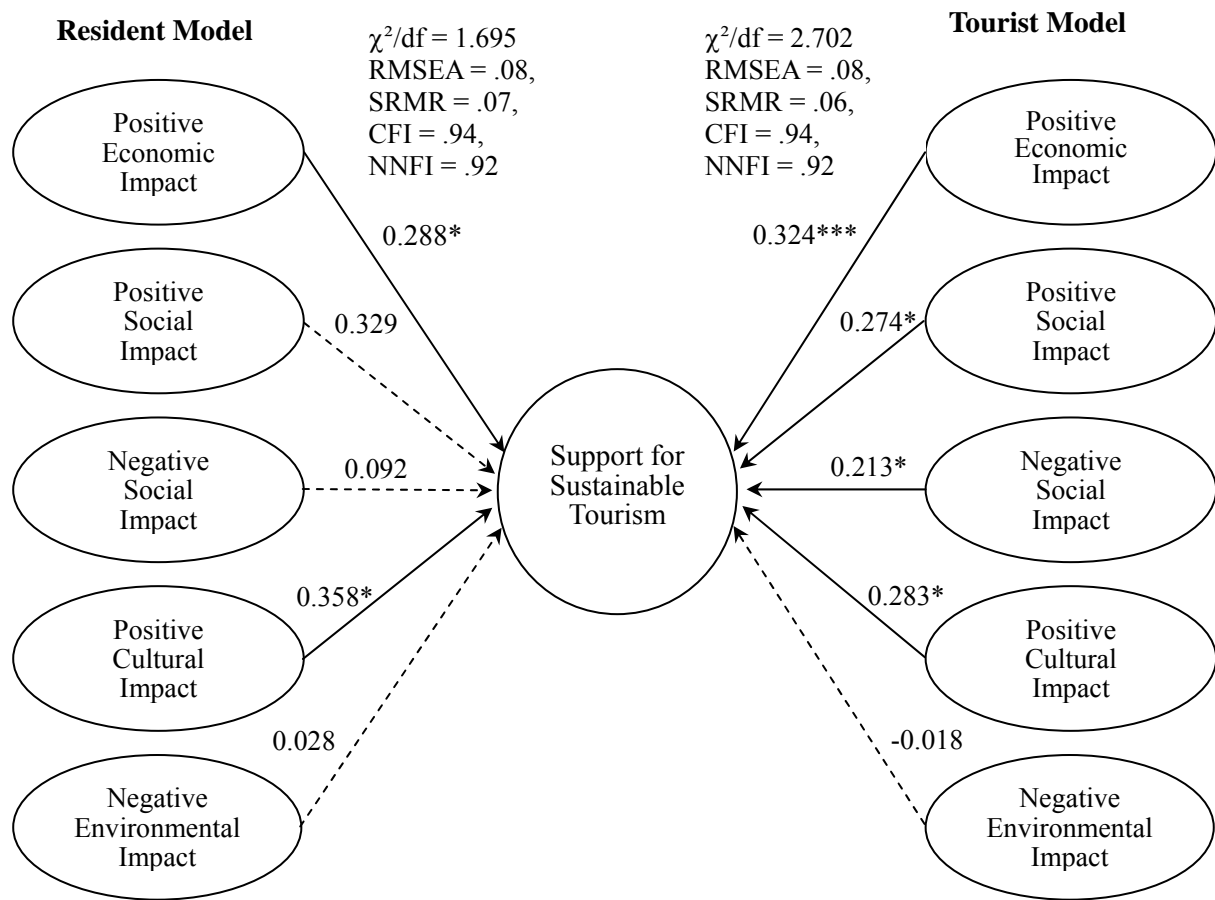 Resident Model
χ²/df = 1.695
RMSEA = .08,
SRMR = .07,
CFI = .94,
NNFI = .92
χ²/df = 2.702
RMSEA = .08,
SRMR = .06,
CFI = .94,
NNFI = .92
Tourist Model
Positive
Economic
Impact
0.288*
Positive
Social
Impact
0.329
Negative
Social
Impact
0.092
Positive
Cultural
Impact
0.358*
Negative
Environmental
Impact
0.028
Support for
Sustainable
Tourism
Positive
Economic
Impact
0.324***
Positive
Social
Impact
0.274*
Negative
Social
Impact
0.213*
Positive
Cultural
Impact
0.283*
Negative
Environmental
Impact
-0.018